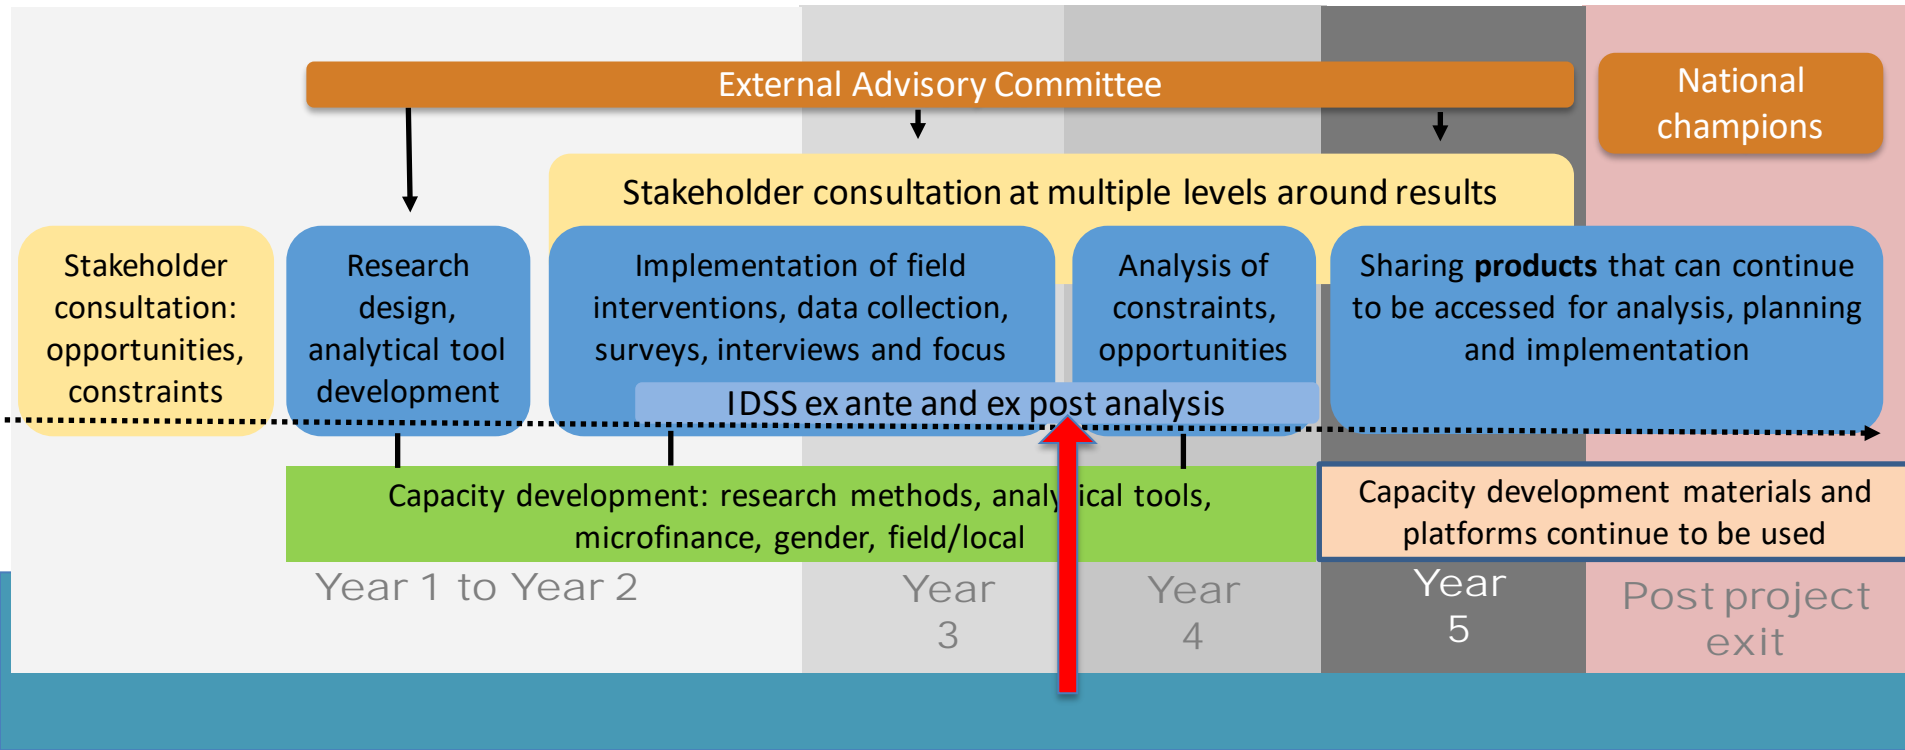 External Advisory Committee
National
champions
Stakeholder consultation at multiple levels around results
Stakeholder
consultation:
opportunities,
constraints
Research
design,
analytical tool
development
Implementation of field
interventions, data collection,
surveys, interviews and focus
Analysis of
constraints,
opportunities
Sharing products that can continue
to be accessed for analysis, planning
and implementation
IDSS ex ante and ex post analysis
Capacity development: research methods, analytical tools,
microfinance, gender, field/local
Capacity development materials and
platforms continue to be used
Year 1 to Year 2
Year
3
Year
4
Year
5
Post project
exit